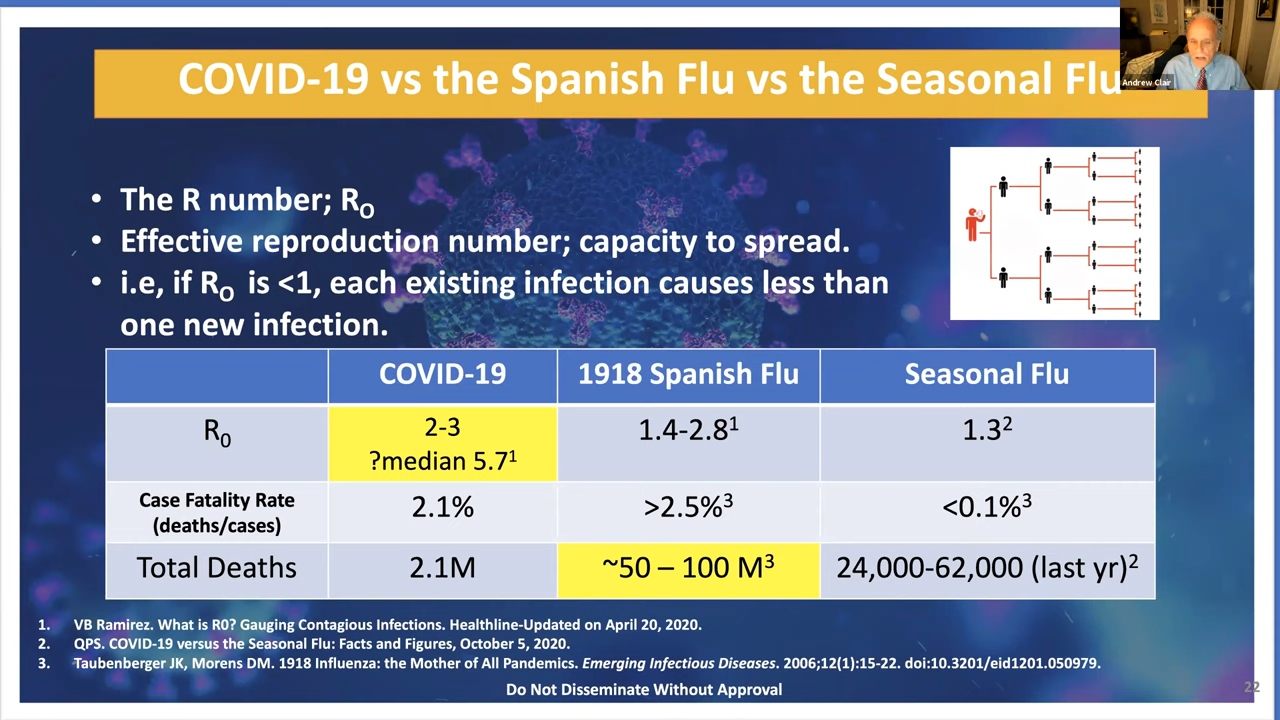 COVID-19 vs the Spanish Flu vs the Seasonal Flu
Andrew Clair
• The R number; RO
• Effective reproduction number; capacity to spread.
• i.e, if RO is <1, each existing infection causes less than
one new infection.
COVID-19 1918 Spanish Flu Seasonal Flu
R0 2-3 1.4-2.81 1.32
?median 5.71
Case Fatality Rate
(deaths/cases) 2.1% >2.5%3 <0.1%3
Total Deaths 2.1M ~50 – 100 M3 24,000-62,000 (last yr)2
1. VB Ramirez. What is R0? Gauging Contagious Infections. Healthline-Updated on April 20, 2020.
2. QPS. COVID-19 versus the Seasonal Flu: Facts and Figures, October 5, 2020.
3. Taubenberger JK, Morens DM. 1918 Influenza: the Mother of All Pandemics. Emerging Infectious Diseases. 2006;12(1):15-22. doi:10.3201/eid1201.050979.
Do Not Disseminate Without Approval
22